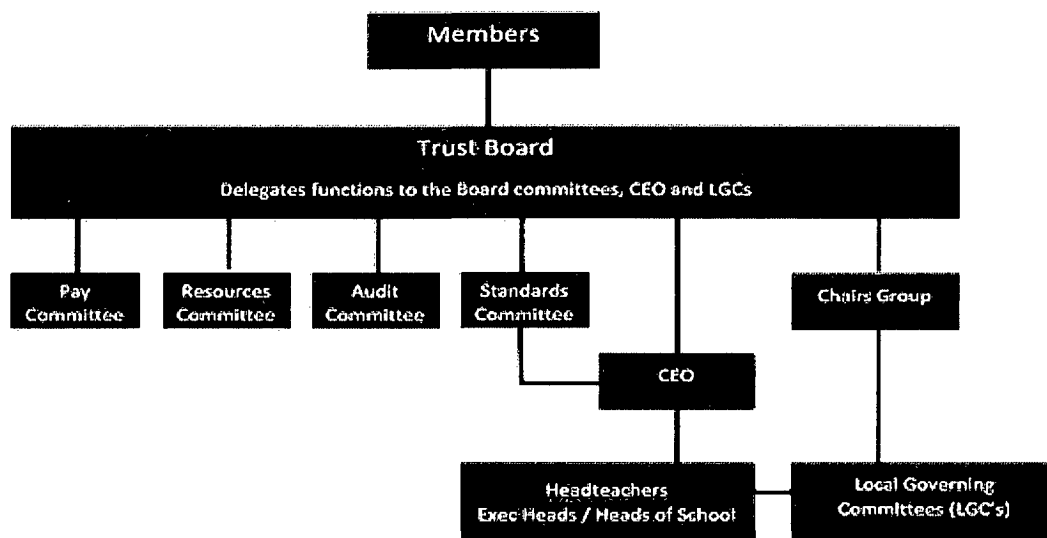 Members
Trust Board
Delegates functions to the Board committees, CEO and LGCs
Pay
Committee
Resources
Committee
Audit
Committee
Standards
Committee
Chairs Group
CEO
Headteachers
Exec Heads / Heads of School
Local Governing
Committees (LGC's)